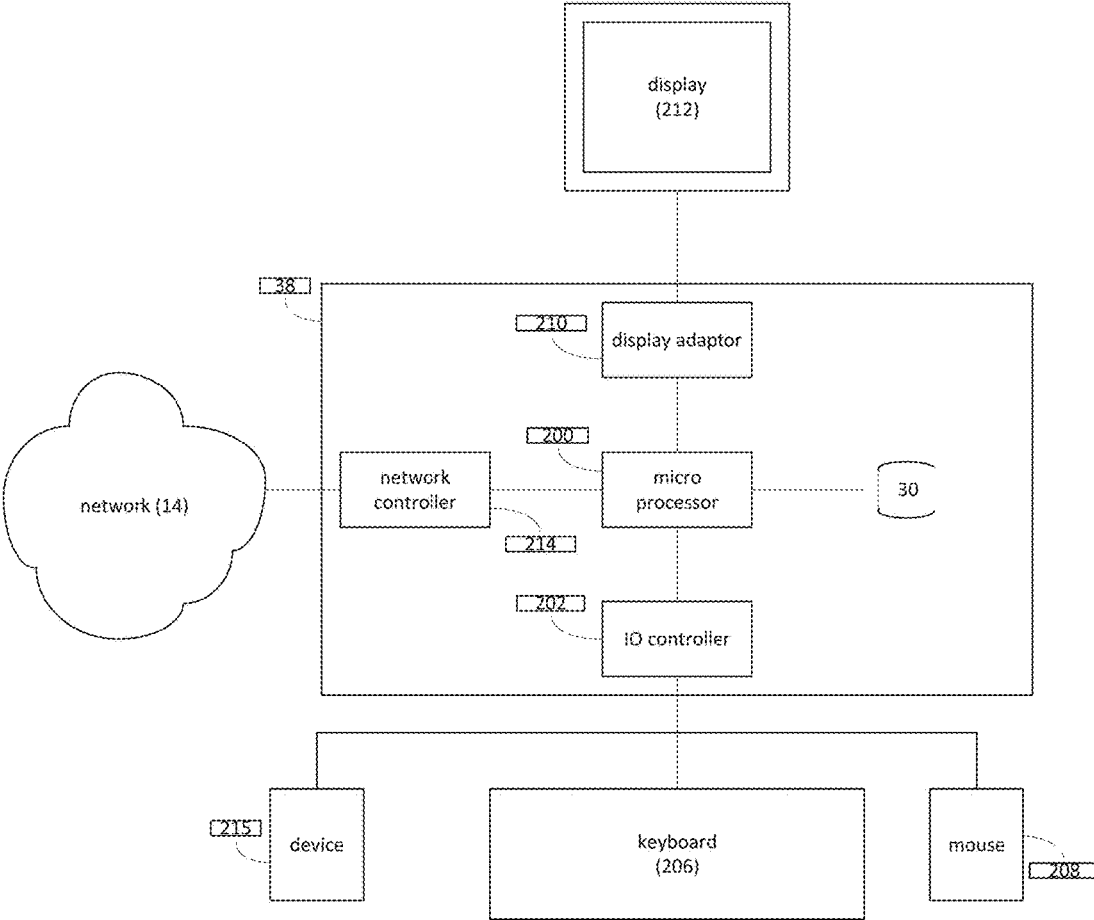 display
(212)
38
210
display adaptor
200
network
controller
micro
processor
30
network (14)
214
202
IO controller
215
device
keyboard
(206)
mouse
208